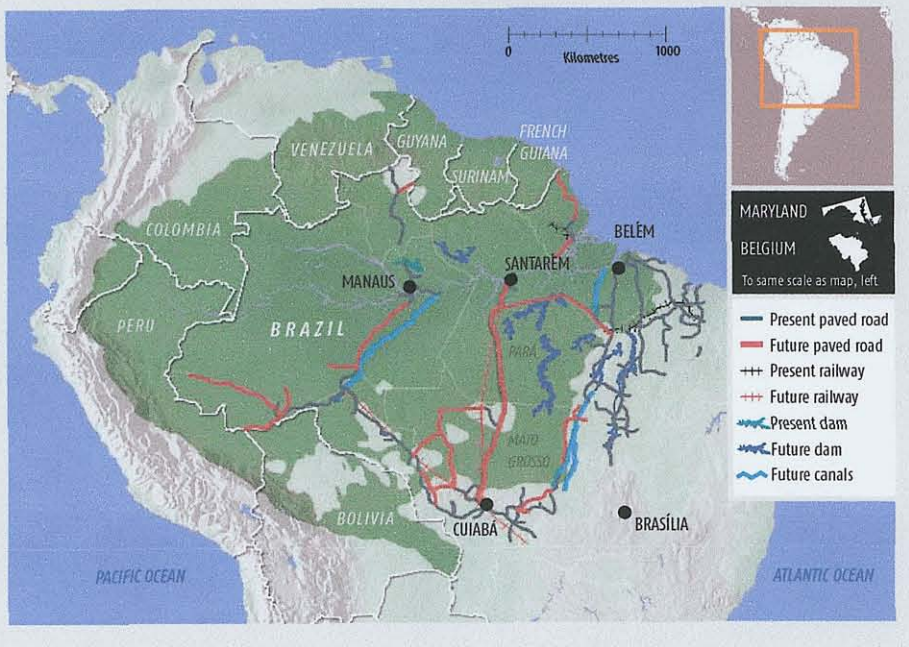 0 1000
Kilometres
FRENCH
GUIANA
GUYANA
VENEZUELA
SURINAM
COLOMBIA
BELÉM
SANTARÉM
MANAUS
PERU
BRAZIL
PARÁ
MATO
GROSSO
BOLIVIA
CUIABÁ
BRASÍLIA
PACIFIC OCEAN
ATLANTIC OCEAN
MARYLAND
BELGIUM
To same scale as map, left
Present paved road
Future paved road
Present railway
Future railway
Present dam
Future dam
Future canals